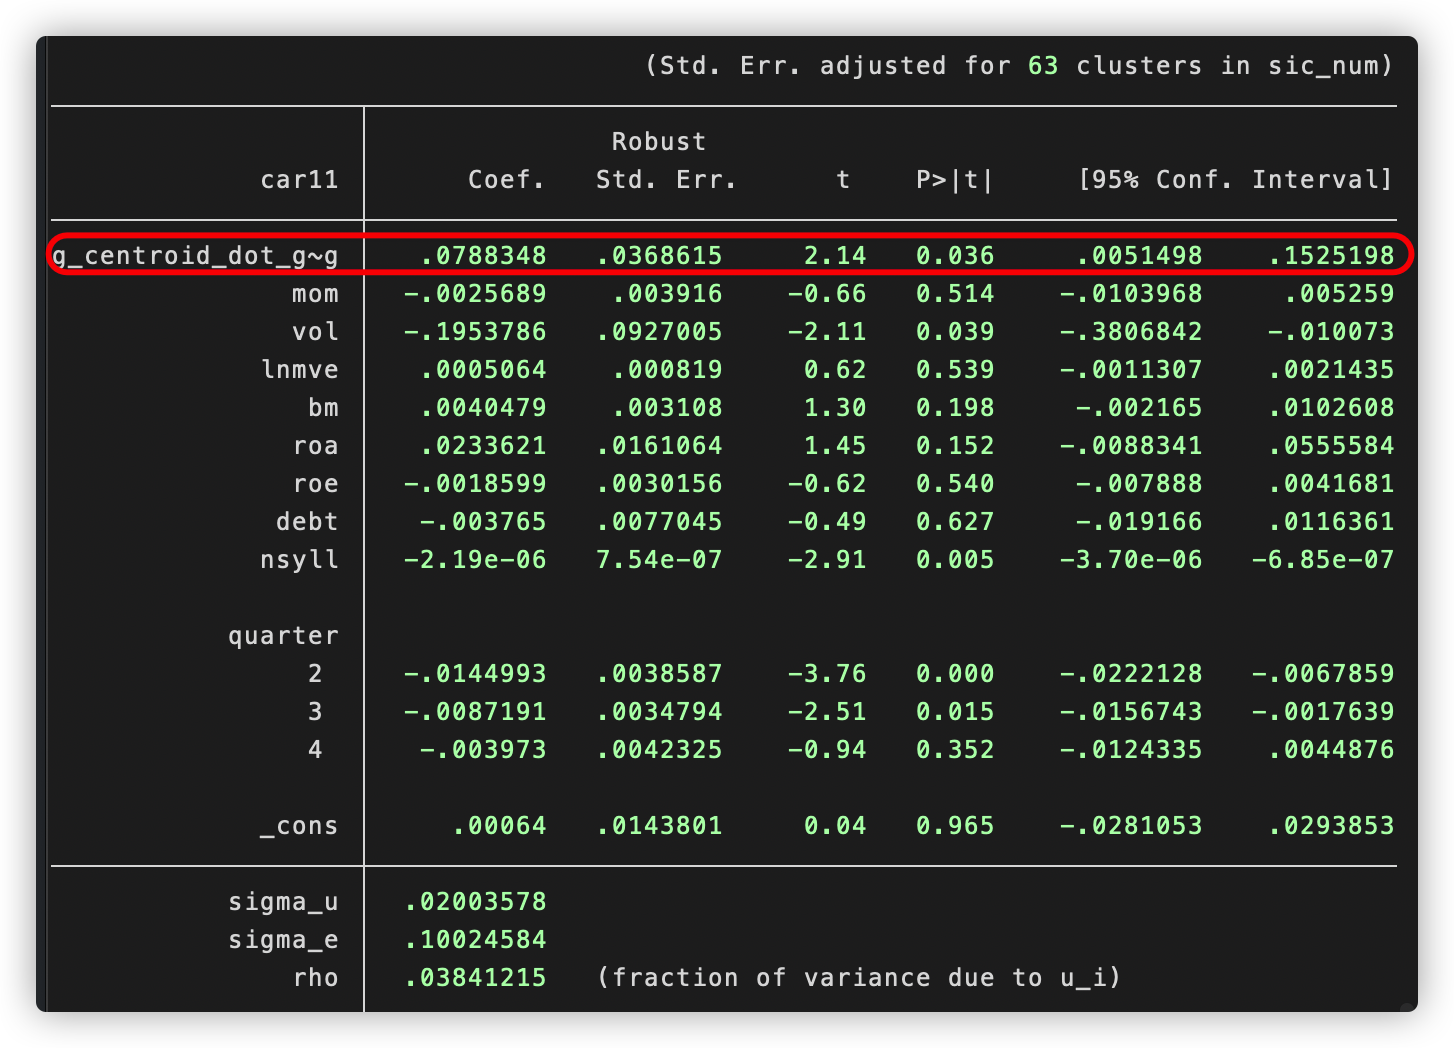 (Std. Err. adjusted for 63 clusters in sic_num)
Robust
car11 Coef. Std. Err. t P>|t| [95% Conf. Interval]
g_centroid_dot_g~g .0788348 .0368615 2.14 0.036 .0051498 .1525198
mom -.0025689 .003916 -0.66 0.514 -.0103968 .005259
vol -.1953786 .0927005 -2.11 0.039 -.3806842 -.010073
lnmve .0005064 .000819 0.62 0.539 -.0011307 .0021435
bm .0040479 .003108 1.30 0.198 -.002165 .0102608
roa .0233621 .0161064 1.45 0.152 -.0088341 .0555584
roe -.0018599 .0030156 -0.62 0.540 -.007888 .0041681
debt -.003765 .0077045 -0.49 0.627 -.019166 .0116361
nsyll -2.19e-06 7.54e-07 -2.91 0.005 -3.70e-06 -6.85e-07
quarter
2 -.0144993 .0038587 -3.76 0.000 -.0222128 -.0067859
3 -.0087191 .0034794 -2.51 0.015 -.0156743 -.0017639
4 -.003973 .0042325 -0.94 0.352 -.0124335 .0044876
_cons .00064 .0143801 0.04 0.965 -.0281053 .0293853
sigma_u .02003578
sigma_e .10024584
rho .03841215 (fraction of variance due to u_i)